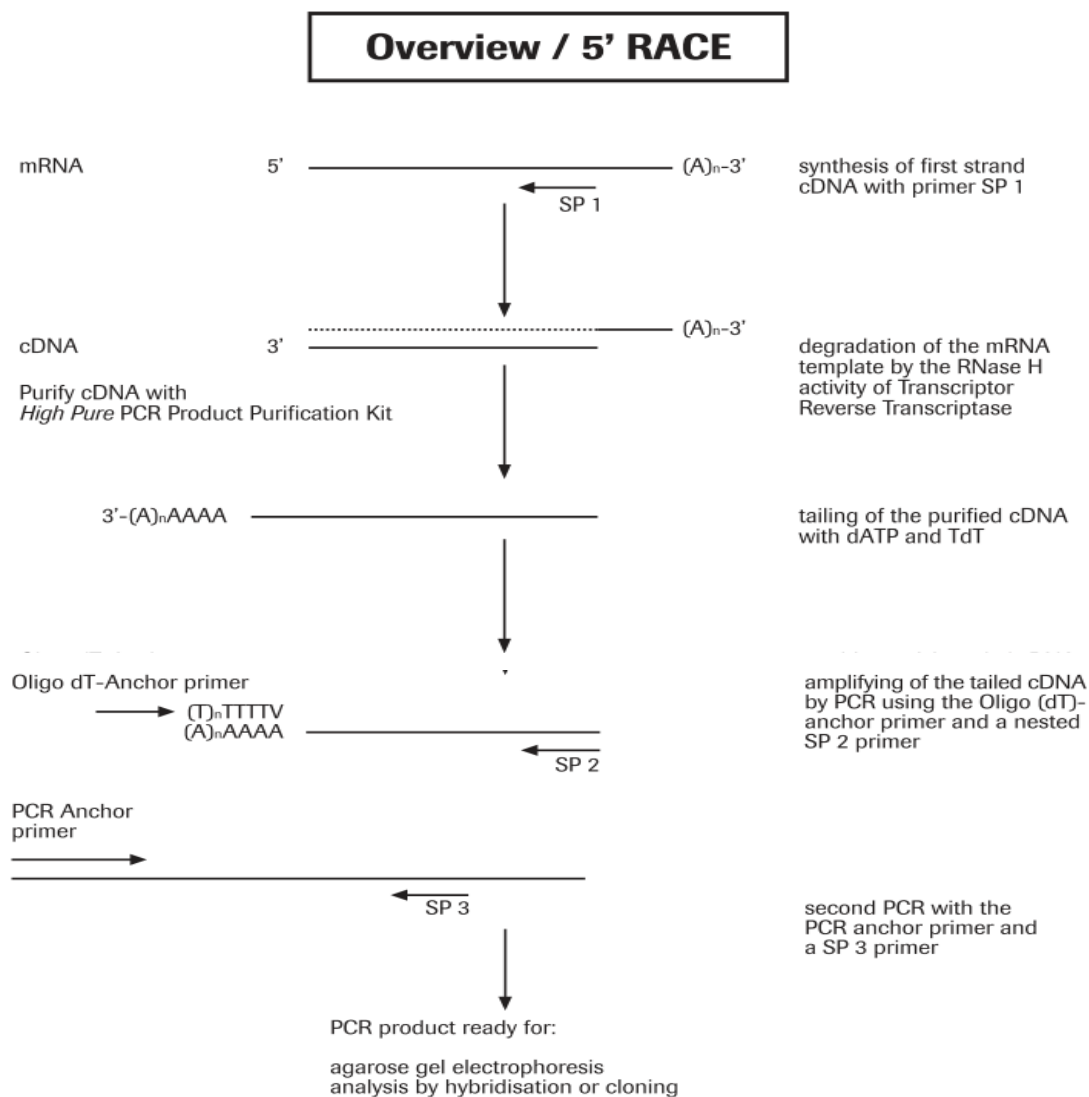 Overview / 5’ RACE
mRNA 5’ (A)n-3’ synthesis of first strand
cDNA with primer SP 1
SP 1
(A)n-3’
cDNA 3’ degradation of the mRNA
template by the RNase H
activity of Transcriptor
Reverse Transcriptase
Purify cDNA with
High Pure PCR Product Purification Kit
3’-(A)nAAAA tailing of the purified cDNA
with dATP and TdT
Oligo dT-Anchor primer amplifying of the tailed cDNA
by PCR using the Oligo (dT)-
anchor primer and a nested
SP 2 primer
(T)nTTTTV
(A)nAAAA
SP 2
PCR Anchor
primer
SP 3
second PCR with the
PCR anchor primer and
a SP 3 primer
PCR product ready for:
agarose gel electrophoresis
analysis by hybridisation or cloning